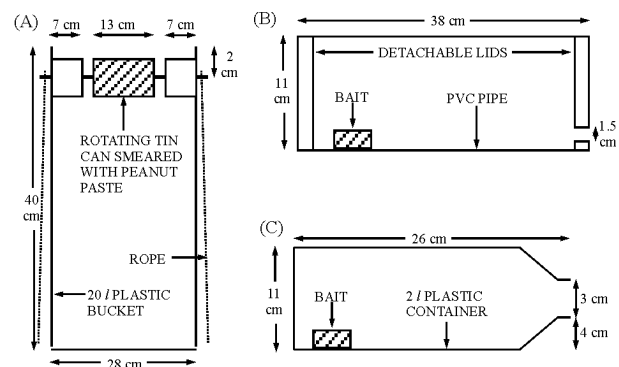 (A)
7 cm
13 cm
7 cm
2
cm
ROTATING TIN
CAN SMEARED
WITH PEANUT
PASTE
40
cm
ROPE
20 l PLASTIC
BUCKET
28 cm
(B)
38 cm
DETACHABLE LIDS
11
cm
BAIT
PVC PIPE
1.5
cm
(C)
26 cm
11
cm
BAIT
2 l PLASTIC
CONTAINER
3 cm
4 cm